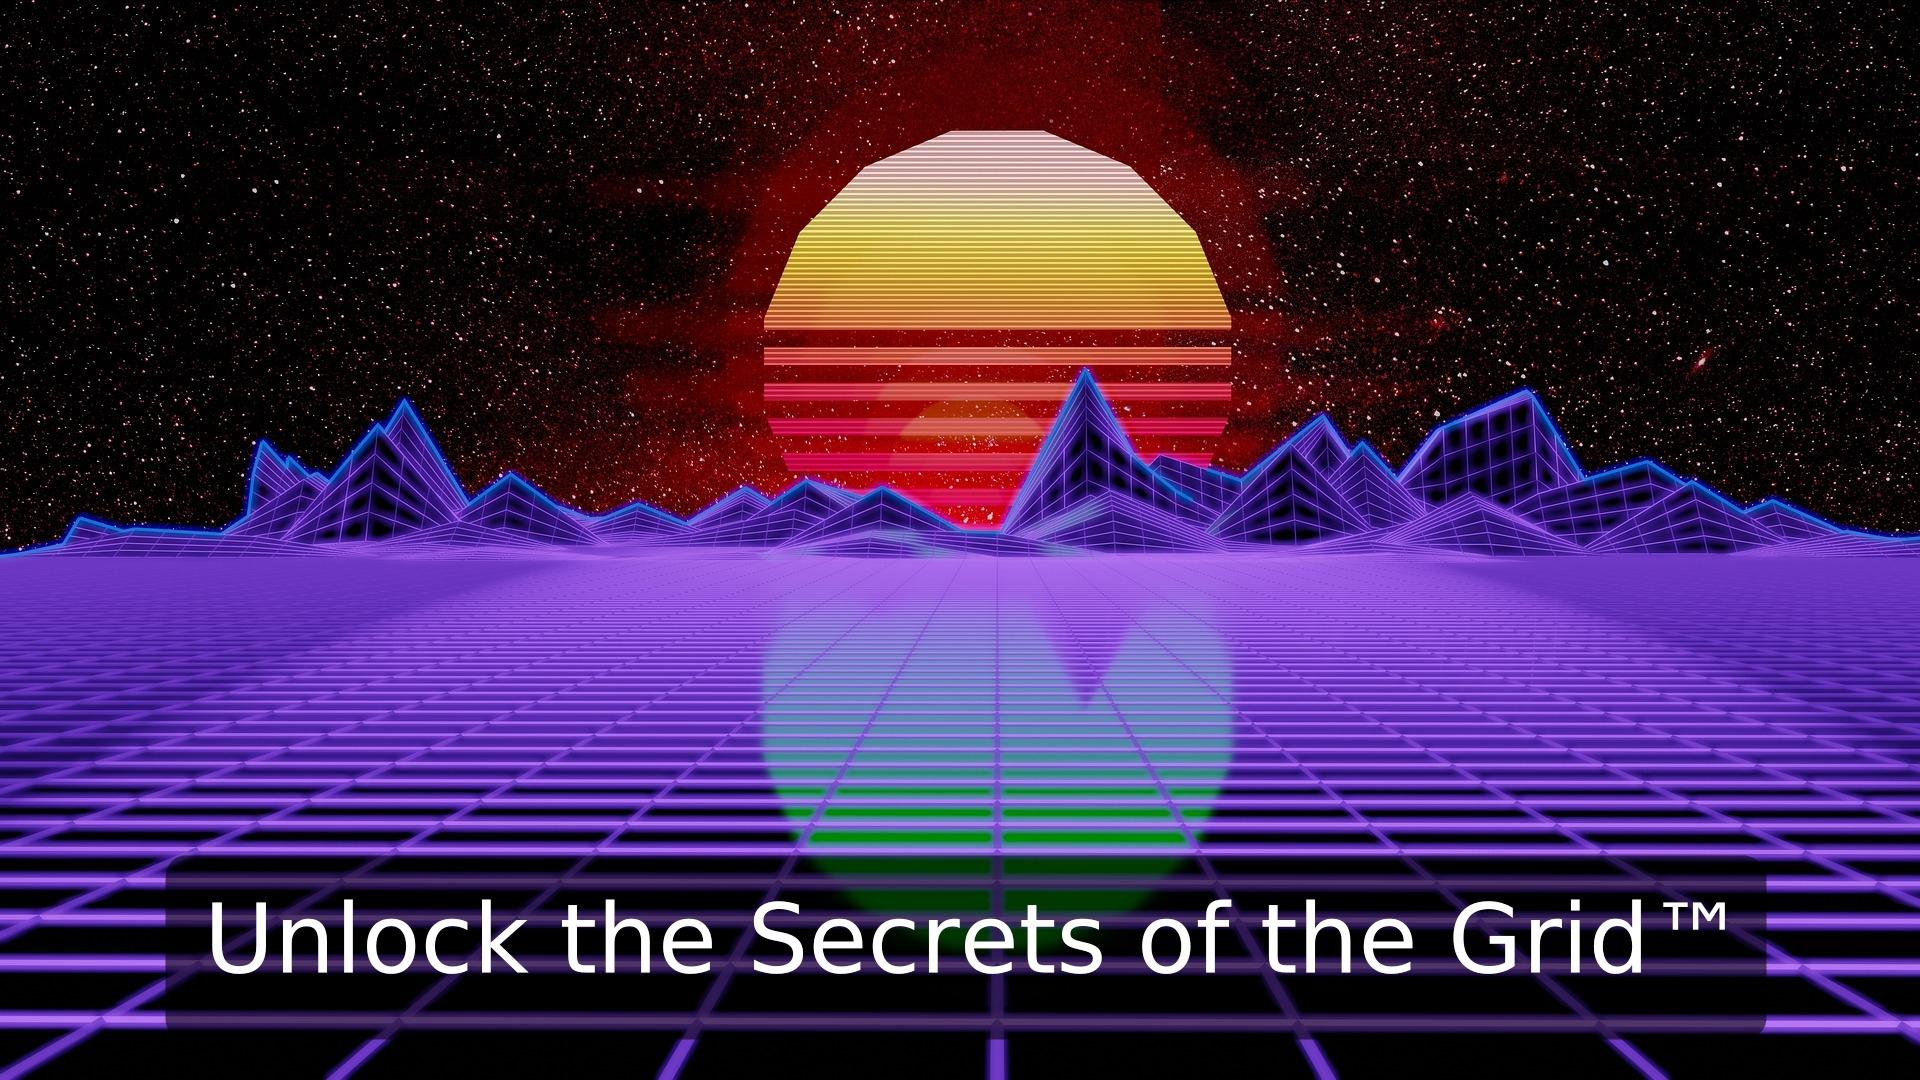 Unlock the Secrets of the Grid™